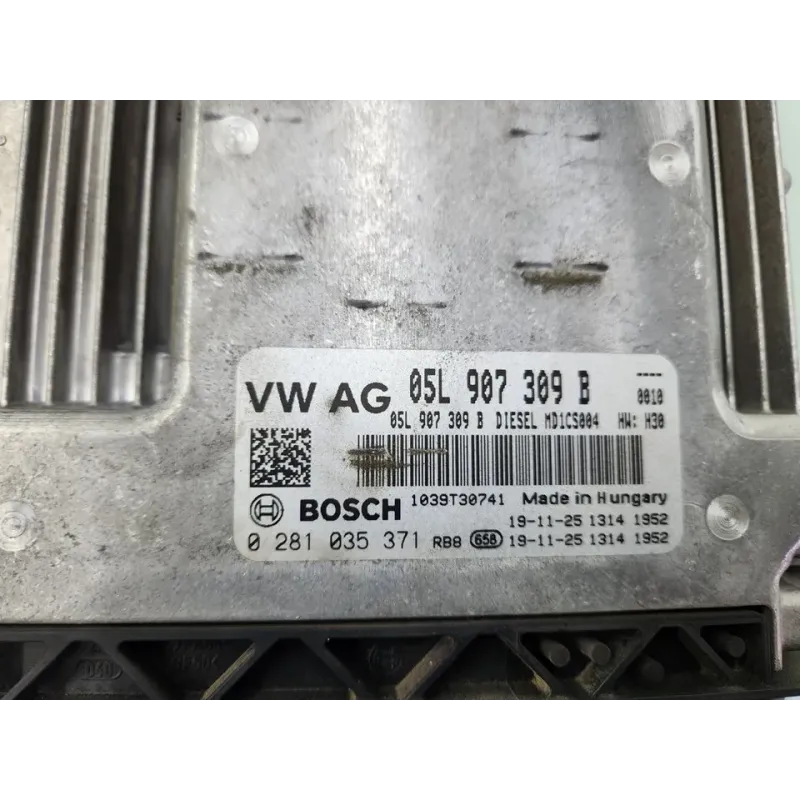 VW AG 05L 907 309 B ----
0010
05L 907 309 B DIESEL MD1CS004 HW: H30
BOSCH 1039T30741 Made in Hungary
19-11-25 1314 1952
0 281 035 371 RB8 658 19-11-25 1314 1952